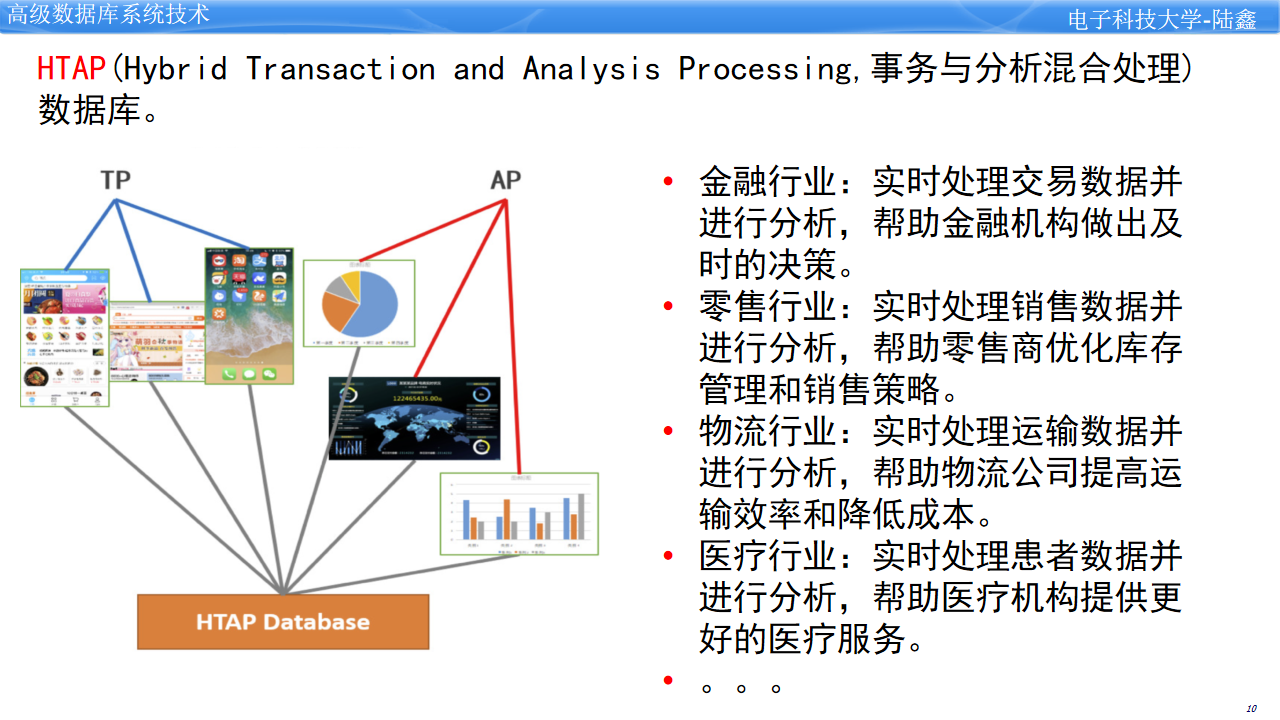 高级数据库系统技术
电子科技大学-陆鑫
HTAP(Hybrid Transaction and Analysis Processing,事务与分析混合处理)
数据库。
TP
AP
122465435.00
HTAP Database
• 金融行业：实时处理交易数据并
进行分析，帮助金融机构做出及
时的决策。
• 零售行业：实时处理销售数据并
进行分析，帮助零售商优化库存
管理和销售策略。
• 物流行业：实时处理运输数据并
进行分析，帮助物流公司提高运
输效率和降低成本。
• 医疗行业：实时处理患者数据并
进行分析，帮助医疗机构提供更
好的医疗服务。
• 。。。
10